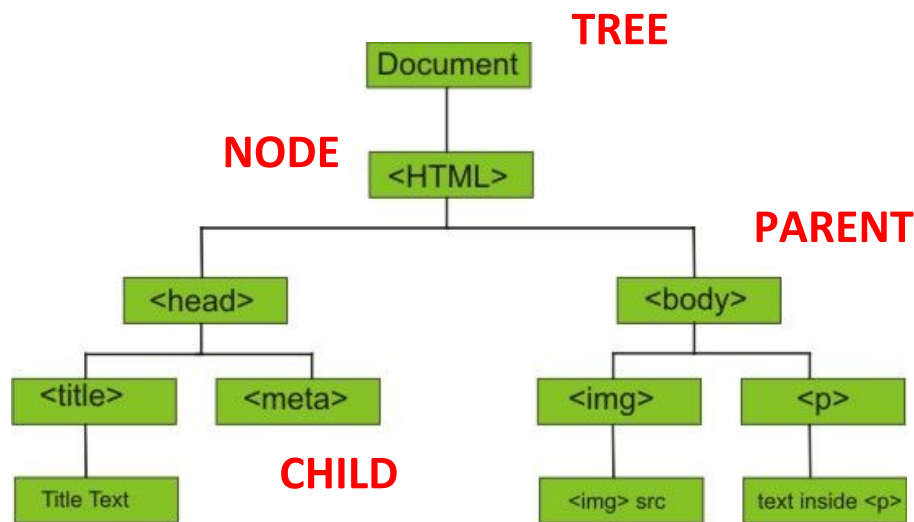 TREE
Document
NODE
<HTML>
PARENT
<head>
<body>
<title>
<meta>
<img>
<p>
CHILD
Title Text
<img> src
text inside <p>